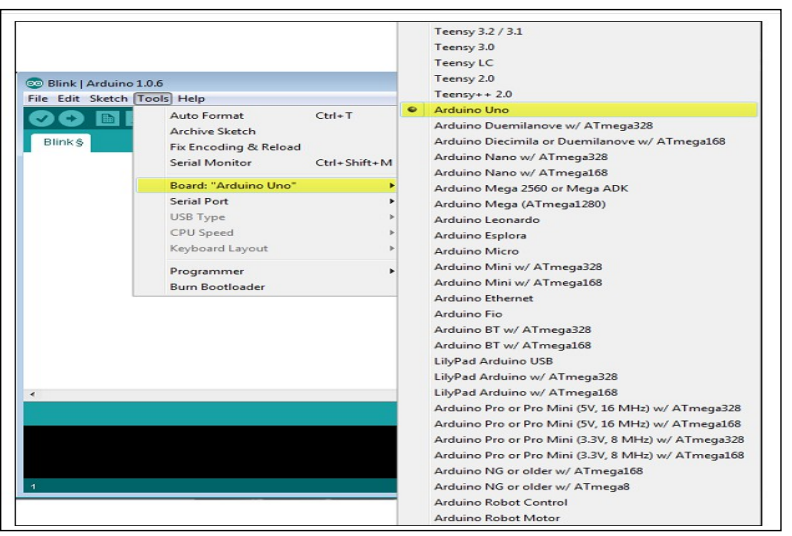 Blink | Arduino 1.0.6
File Edit Sketch Tools Help
Blink §
Auto Format Ctrl+T
Archive Sketch
Fix Encoding & Reload
Serial Monitor Ctrl+Shift+M
Board: "Arduino Uno"
Serial Port
USB Type
CPU Speed
Keyboard Layout
Programmer
Burn Bootloader
1
Teensy 3.2 / 3.1
Teensy 3.0
Teensy LC
Teensy 2.0
Teensy++ 2.0
Arduino Uno
Arduino Duemilanove w/ ATmega328
Arduino Diecimila or Duemilanove w/ ATmega168
Arduino Nano w/ ATmega328
Arduino Nano w/ ATmega168
Arduino Mega 2560 or Mega ADK
Arduino Mega (ATmega1280)
Arduino Leonardo
Arduino Esplora
Arduino Micro
Arduino Mini w/ ATmega328
Arduino Mini w/ ATmega168
Arduino Ethernet
Arduino Fio
Arduino BT w/ ATmega328
Arduino BT w/ ATmega168
LilyPad Arduino USB
LilyPad Arduino w/ ATmega328
LilyPad Arduino w/ ATmega168
Arduino Pro or Pro Mini (5V, 16 MHz) w/ ATmega328
Arduino Pro or Pro Mini (5V, 16 MHz) w/ ATmega168
Arduino Pro or Pro Mini (3.3V, 8 MHz) w/ ATmega328
Arduino Pro or Pro Mini (3.3V, 8 MHz) w/ ATmega168
Arduino NG or older w/ ATmega168
Arduino NG or older w/ ATmega8
Arduino Robot Control
Arduino Robot Motor